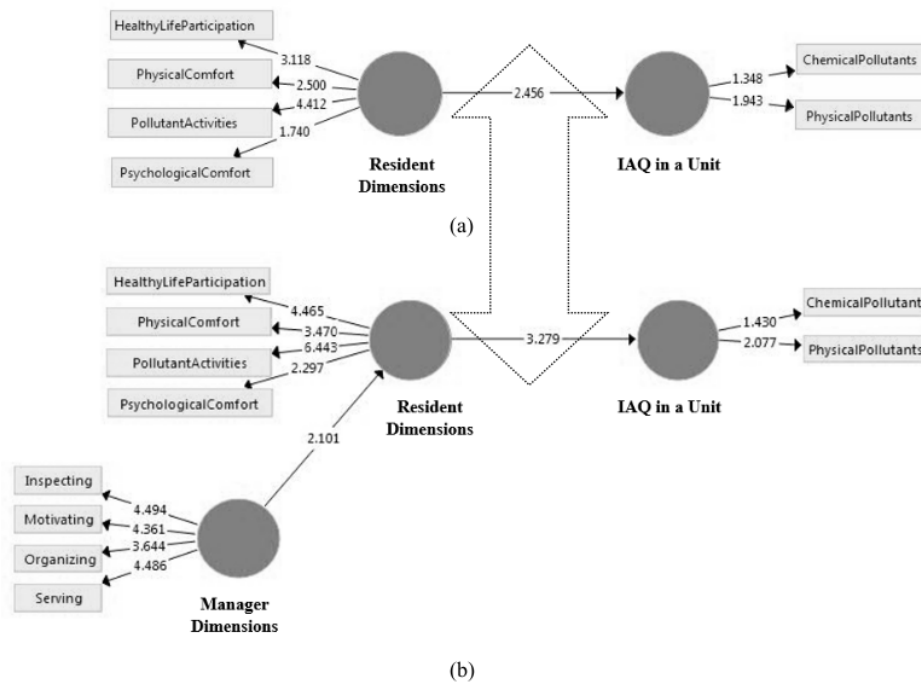 HealthyLifeParticipation
3.118
PhysicalComfort
2.500
4.412
PollutantActivities
1.740
PsychologicalComfort
Resident
Dimensions
2.456
IAQ in a Unit
1.348
ChemicalPollutants
1.943
PhysicalPollutants
(a)
HealthyLifeParticipation
4.465
PhysicalComfort
3.470
6.443
PollutantActivities
2.297
PsychologicalComfort
Resident
Dimensions
3.279
IAQ in a Unit
1.430
ChemicalPollutant
2.077
PhysicalPollutants
2.101
Inspecting
4.494
Motivating
4.361
3.644
Organizing
4.486
Serving
Manager
Dimensions
(b)